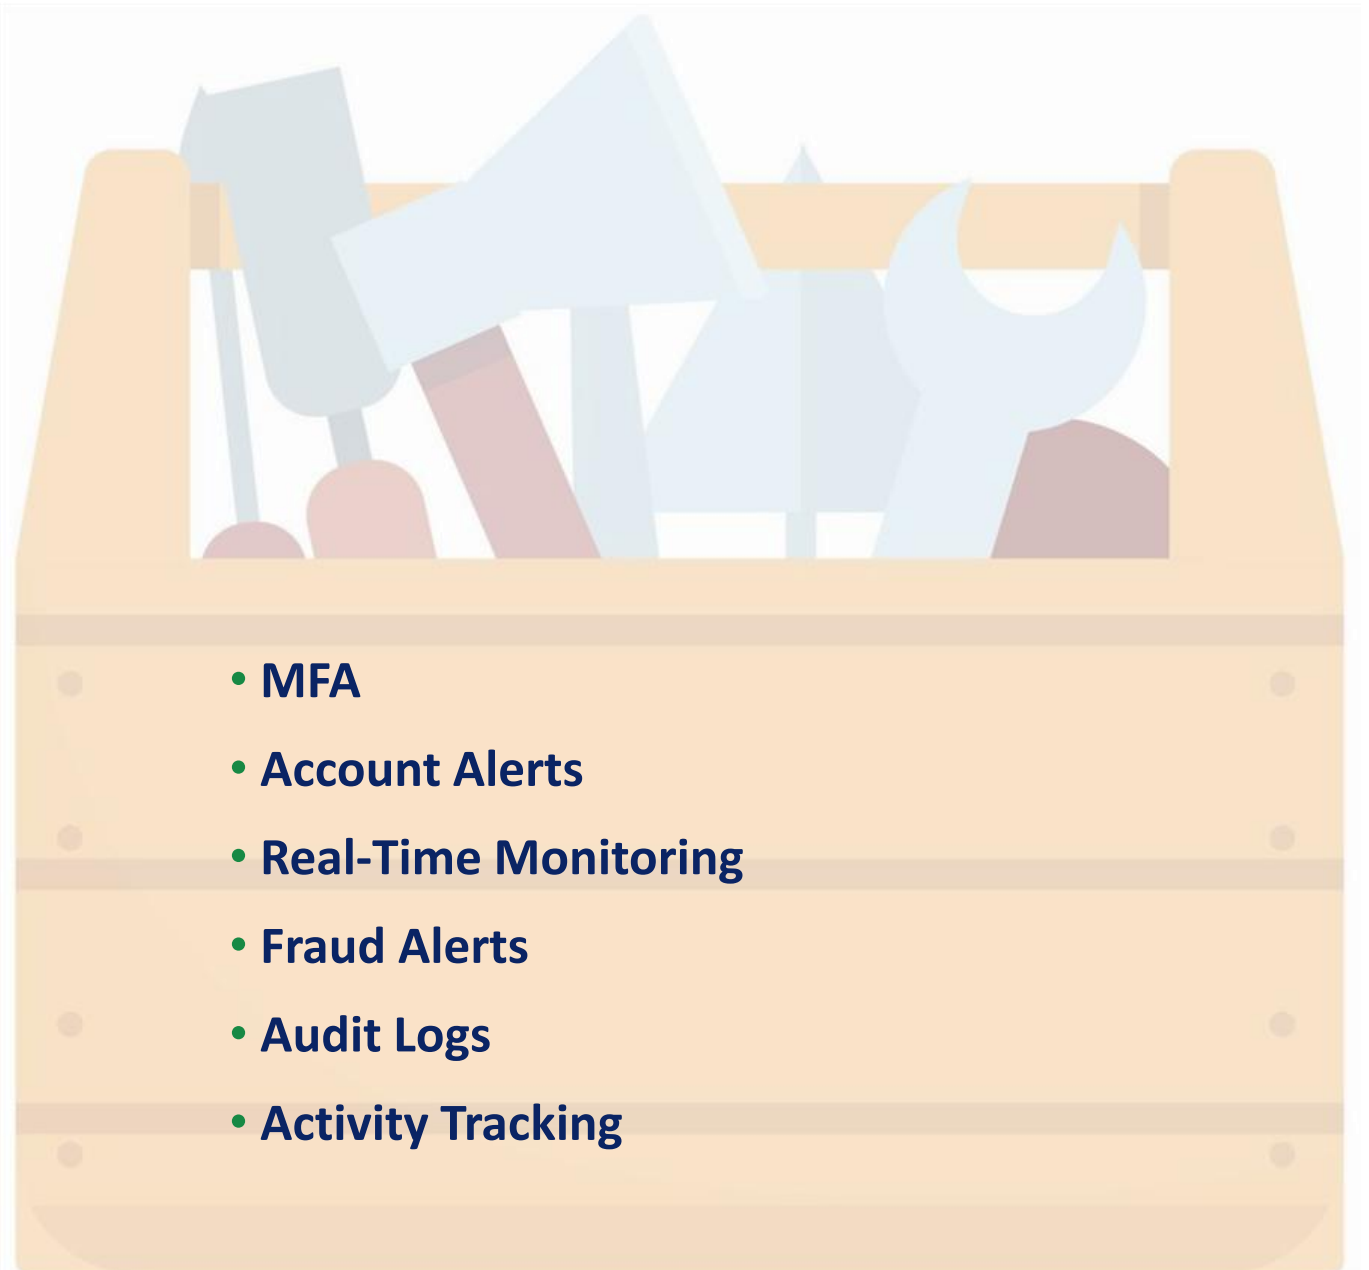 • MFA
• Account Alerts
• Real-Time Monitoring
• Fraud Alerts
• Audit Logs
• Activity Tracking